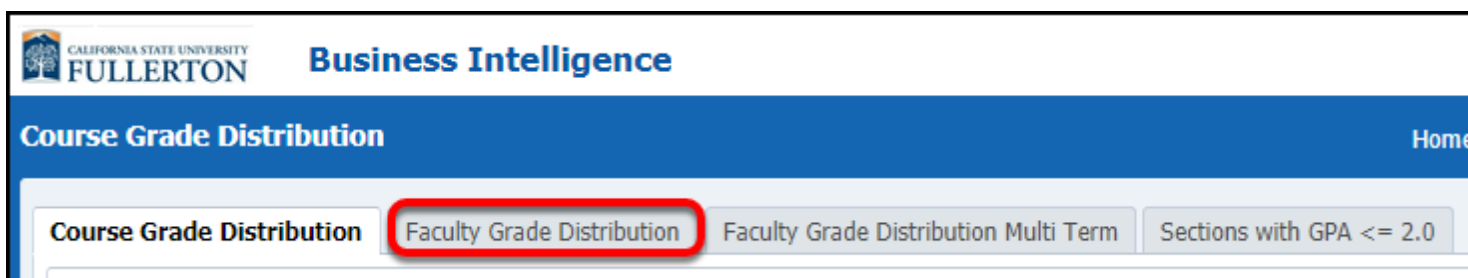 CALIFORNIA STATE UNIVERSITY
FULLERTON
Business Intelligence
Course Grade Distribution
Home
Course Grade Distribution Faculty Grade Distribution Faculty Grade Distribution Multi Term Sections with GPA <= 2.0